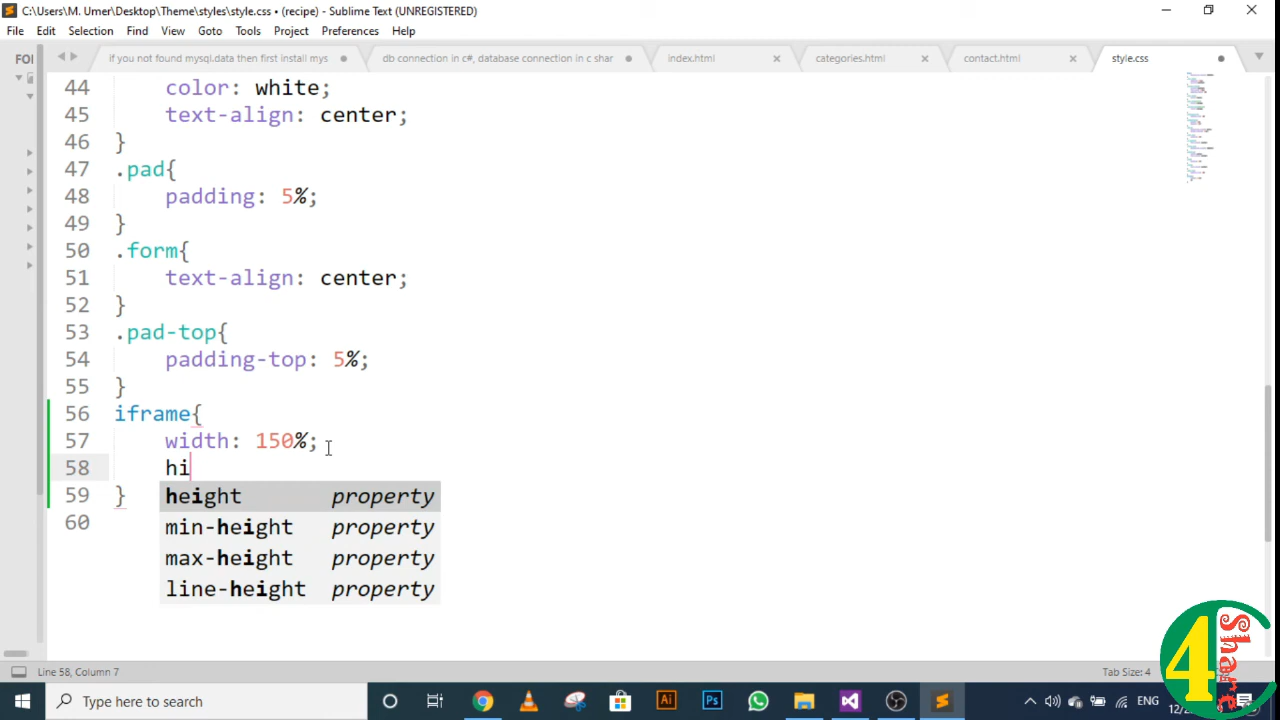 C:\Users\M. Umer\Desktop\Theme\styles\style.css • (recipe) - Sublime Text (UNREGISTERED)
File Edit Selection Find View Goto Tools Project Preferences Help
FOI
if you not found mysql.data then first install mys
db connection in c#, database connection in c shar
index.html
categories.html
contact.html
style.css
44 color: white;
45 text-align: center;
46 }
47 .pad{
48 padding: 5%;
49 }
50 .form{
51 text-align: center;
52 }
53 .pad-top{
54 padding-top: 5%;
55 }
56 iframe{
57 width: 150%;
58 hi
height property
59 }
min-height property
60
max-height property
line-height property
Line 58, Column 7
Tab Size: 4
4
Share
Type here to search
Ai
Ps
ENG